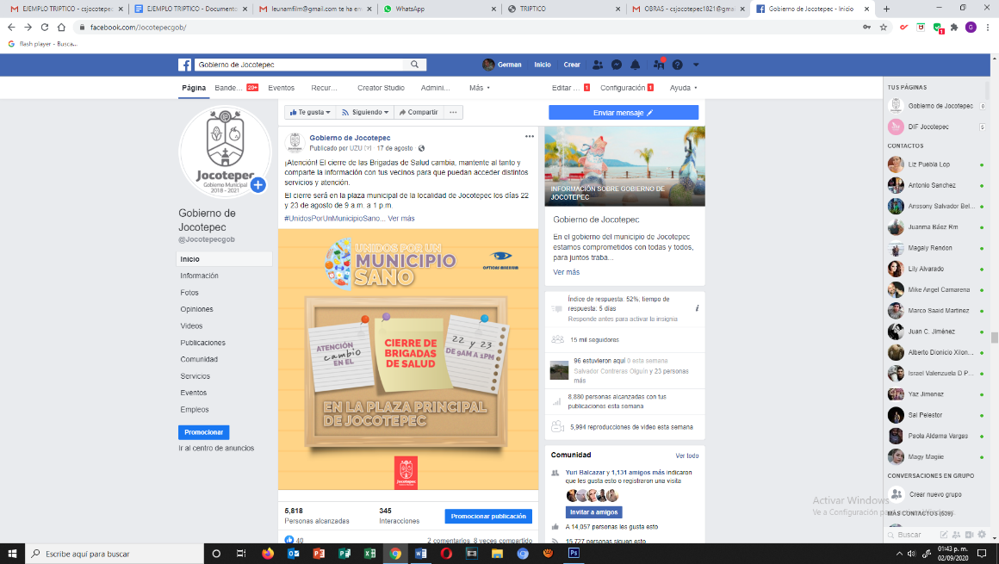 EJEMPLO TRIPTICO - csjocotepec
EJEMPLO TRIPTICO - Documento
leunamfilm@gmail.com te ha en
WhatsApp
TRIPTICO
OBRAS - csjocotepec1821@gmai
Gobierno de Jocotepec - Inicio
facebook.com/Jocotepecgob/
flash player - Busca...
Gobierno de Jocotepec
German
Inicio
Crear
Página
Bande...
20+
Eventos
Recur...
Creator Studio
Admini...
Más
Editar ...
1
Configuración
1
Ayuda
Jocotepec
Gobierno Municipal
2018 - 2021
Gobierno de
Jocotepec
@Jocotepecgob
Inicio
Información
Fotos
Opiniones
Videos
Publicaciones
Comunidad
Servicios
Eventos
Empleos
Promocionar
Ir al centro de anuncios
Te gusta
Siguiendo
Compartir
Gobierno de Jocotepec
Publicado por UZU [?] · 17 de agosto ·
¡Atención! El cierre de las Brigadas de Salud cambia, mantente al tanto y
comparte la información con tus vecinos para que puedan acceder distintos
servicios y atención.
El cierre será en la plaza municipal de la localidad de Jocotepec los días 22
y 23 de agosto de 9 a.m. a 1 p.m.
#UnidosPorUnMunicipioSano... Ver más
UNIDOS POR UN
MUNICIPIO
SANO
ATENCIÓN
cambio
EN EL
CIERRE DE
BRIGADAS
DE SALUD
22 y 23
DE 9AM A 1PM
EN LA PLAZA PRINCIPAL
DE JOCOTEPEC
Jocotepec
5,818
Personas alcanzadas
345
Interacciones
Promocionar publicación
40
2 comentarios 8 veces compartido
Enviar mensaje
INFORMACIÓN SOBRE GOBIERNO DE
JOCOTEPEC
Gobierno de Jocotepec
En el gobierno del municipio de Jocotepec
estamos comprometidos con todas y todos,
para juntos traba...
Ver más
Índice de respuesta: 52%; tiempo de
respuesta: 5 días
Responde antes para activar la insignia
15 mil seguidores
96 estuvieron aquí 0 esta semana
Salvador Contreras Olguín y 23 personas
más
8,880 personas alcanzadas con tus
publicaciones esta semana
5,994 reproducciones de video esta semana
Comunidad
Ver todo
Yuri Balcazar y 1,131 amigos más indicaron
que les gusta esto o registraron una visita
Invitar a amigos
A 14,057 personas les gusta esto
15,727 personas siguen esto
TUS PÁGINAS
Gobierno de Jocotepec
0
DIF Jocotepec
CONTACTOS
Liz Puebla Lop
Antonio Sanchez
Anssony Salvador Bel...
Juanma Báez Rm
Magaly Rendon
Lily Alvarado
Mike Angel Camarena
Marco Saaid Martinez
Juan C. Jiménez
Alberto Dionicio Xilon...
Israel Valenzuela D P...
Yaz Jimenez
Sal Pelestor
Paola Aldama Vargas
Magy Magiie
CONVERSACIONES EN GRUPO
Crear nuevo grupo
MÁS CONTACTOS
Buscar
Activar Windows
Ve a Configuración
Escribe aquí para buscar
01:43 p. m.
02/09/2020